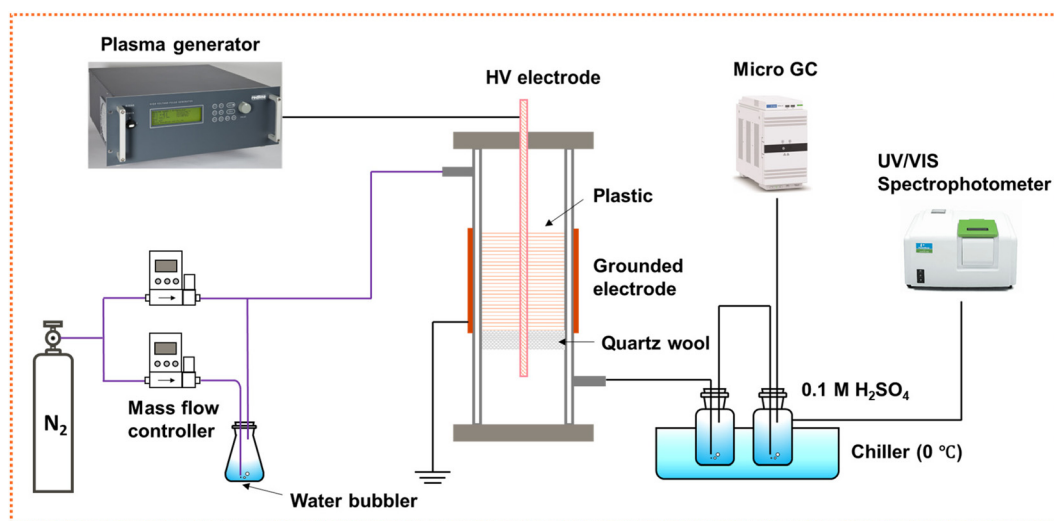 Plasma generator
HV electrode
Micro GC
UV/VIS
Spectrophotometer
Plastic
Grounded
electrode
Quartz wool
N₂
Mass flow
controller
Water bubbler
0.1 M H₂SO₄
Chiller (0 ℃)